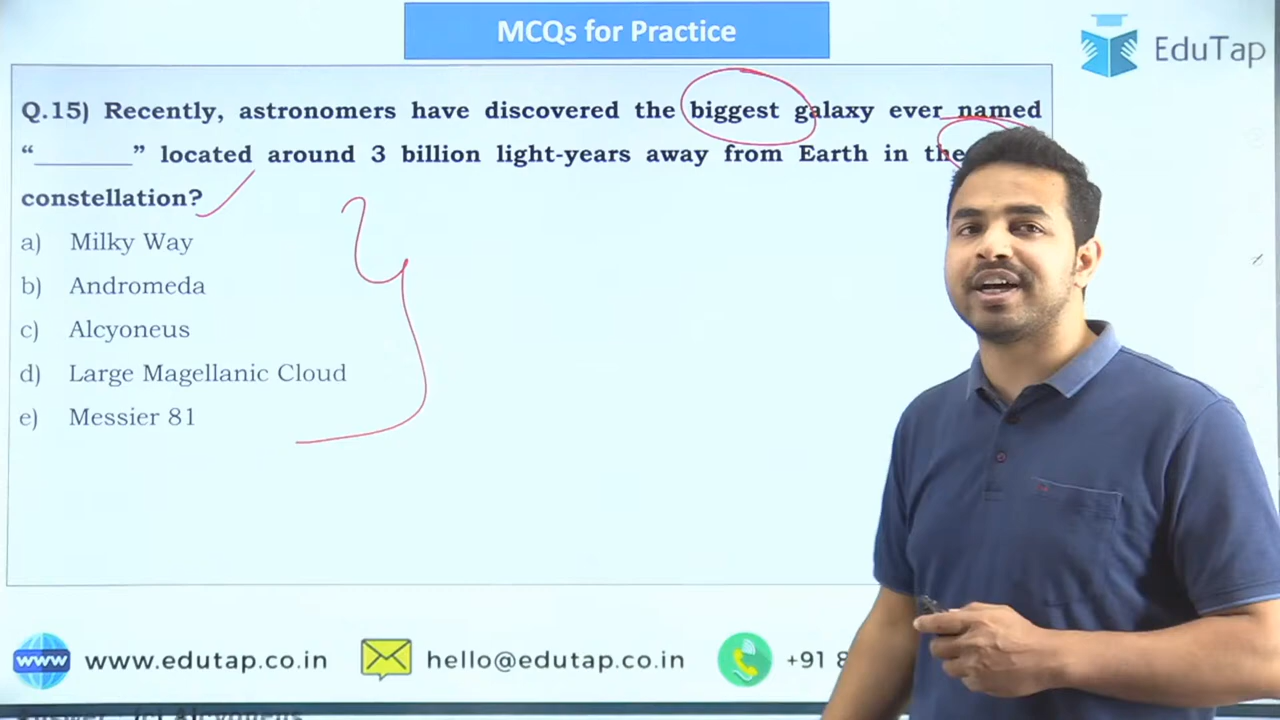 MCQs for Practice
EduTap
Q.15) Recently, astronomers have discovered the biggest galaxy ever named
“________” located around 3 billion light-years away from Earth in the
constellation?
a) Milky Way
b) Andromeda
c) Alcyoneus
d) Large Magellanic Cloud
e) Messier 81
www www.edutap.co.in hello@edutap.co.in +91 8